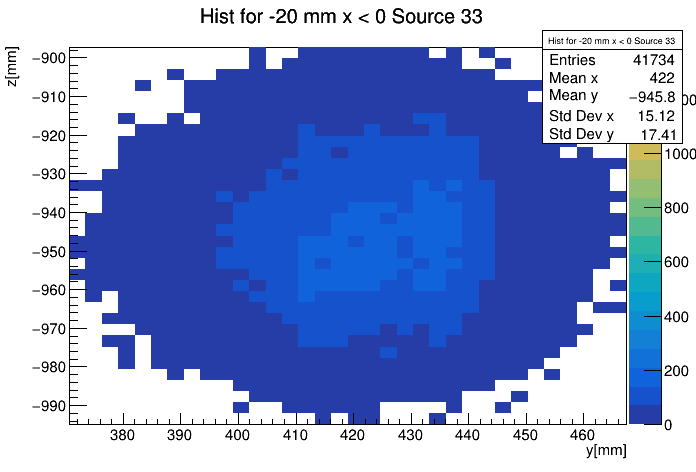 Hist for -20 mm x < 0 Source 33
Hist for -20 mm x < 0 Source 33
Entries 41734
Mean x 422
Mean y −945.8
Std Dev x 15.12
Std Dev y 17.41
z[mm]
−900
−910
−920
−930
−940
−950
−960
−970
−980
−990
380 390 400 410 420 430 440 450 460
y[mm]
00
1000
800
600
400
200
0